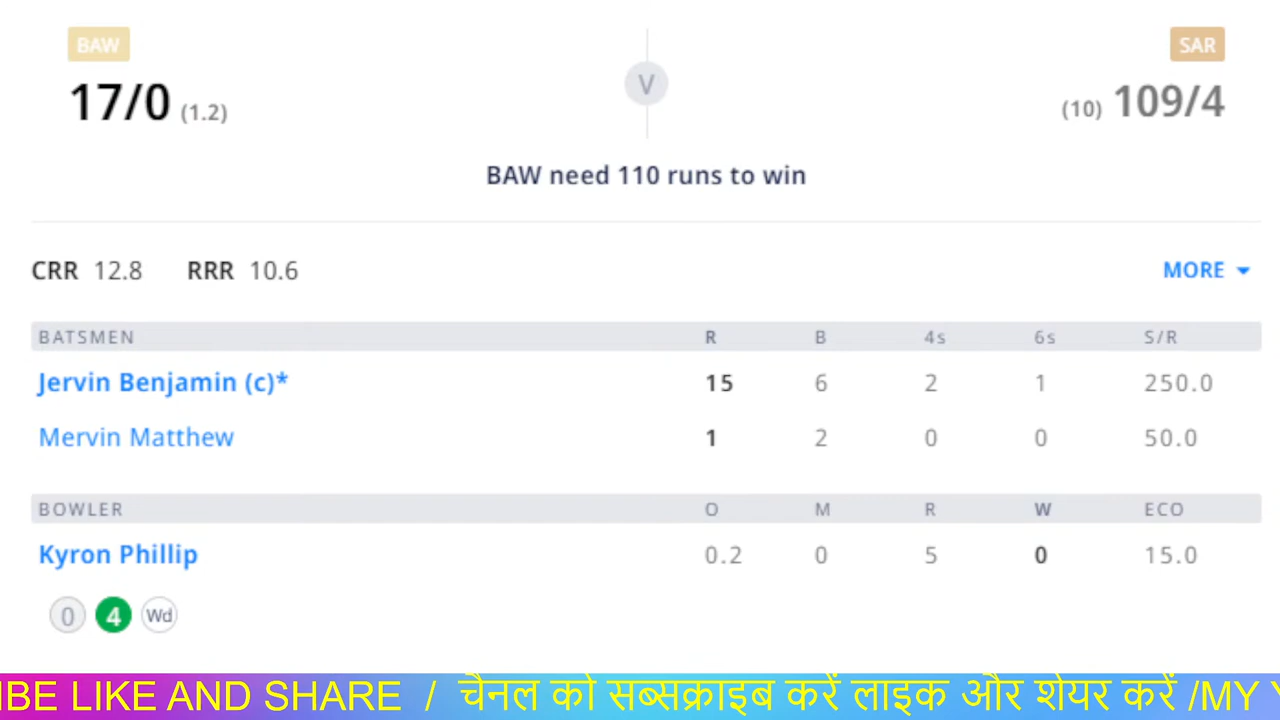 BAW SAR
17/0 (1.2) V (10) 109/4
BAW need 110 runs to win
CRR 12.8 RRR 10.6 MORE
BATSMEN R B 4s 6s S/R
Jervin Benjamin (c)* 15 6 2 1 250.0
Mervin Matthew 1 2 0 0 50.0
BOWLER O M R W ECO
Kyron Phillip 0.2 0 5 0 15.0
0 4 Wd
IBE LIKE AND SHARE / चैनल को सब्सक्राइब करें लाइक और शेयर करें /MY Y